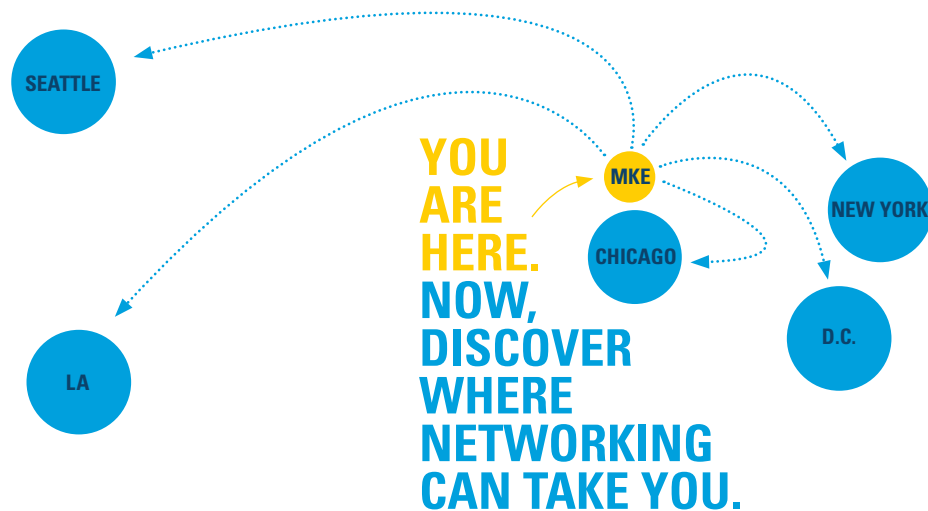 SEATTLE
YOU
ARE
HERE.
NOW,
DISCOVER
WHERE
NETWORKING
CAN TAKE YOU.
MKE
NEW YORK
CHICAGO
D.C.
LA